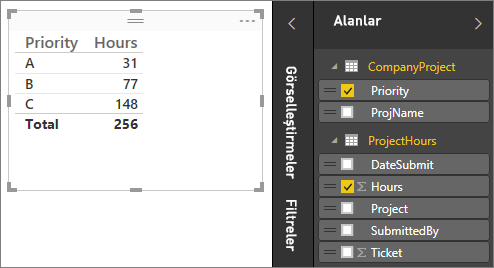 Priority Hours
A 31
B 77
C 148
Total 256
Görselleştirmeler
Filtreler
Alanlar
CompanyProject
Priority
ProjName
ProjectHours
DateSubmit
Σ Hours
Project
SubmittedBy
Σ Ticket